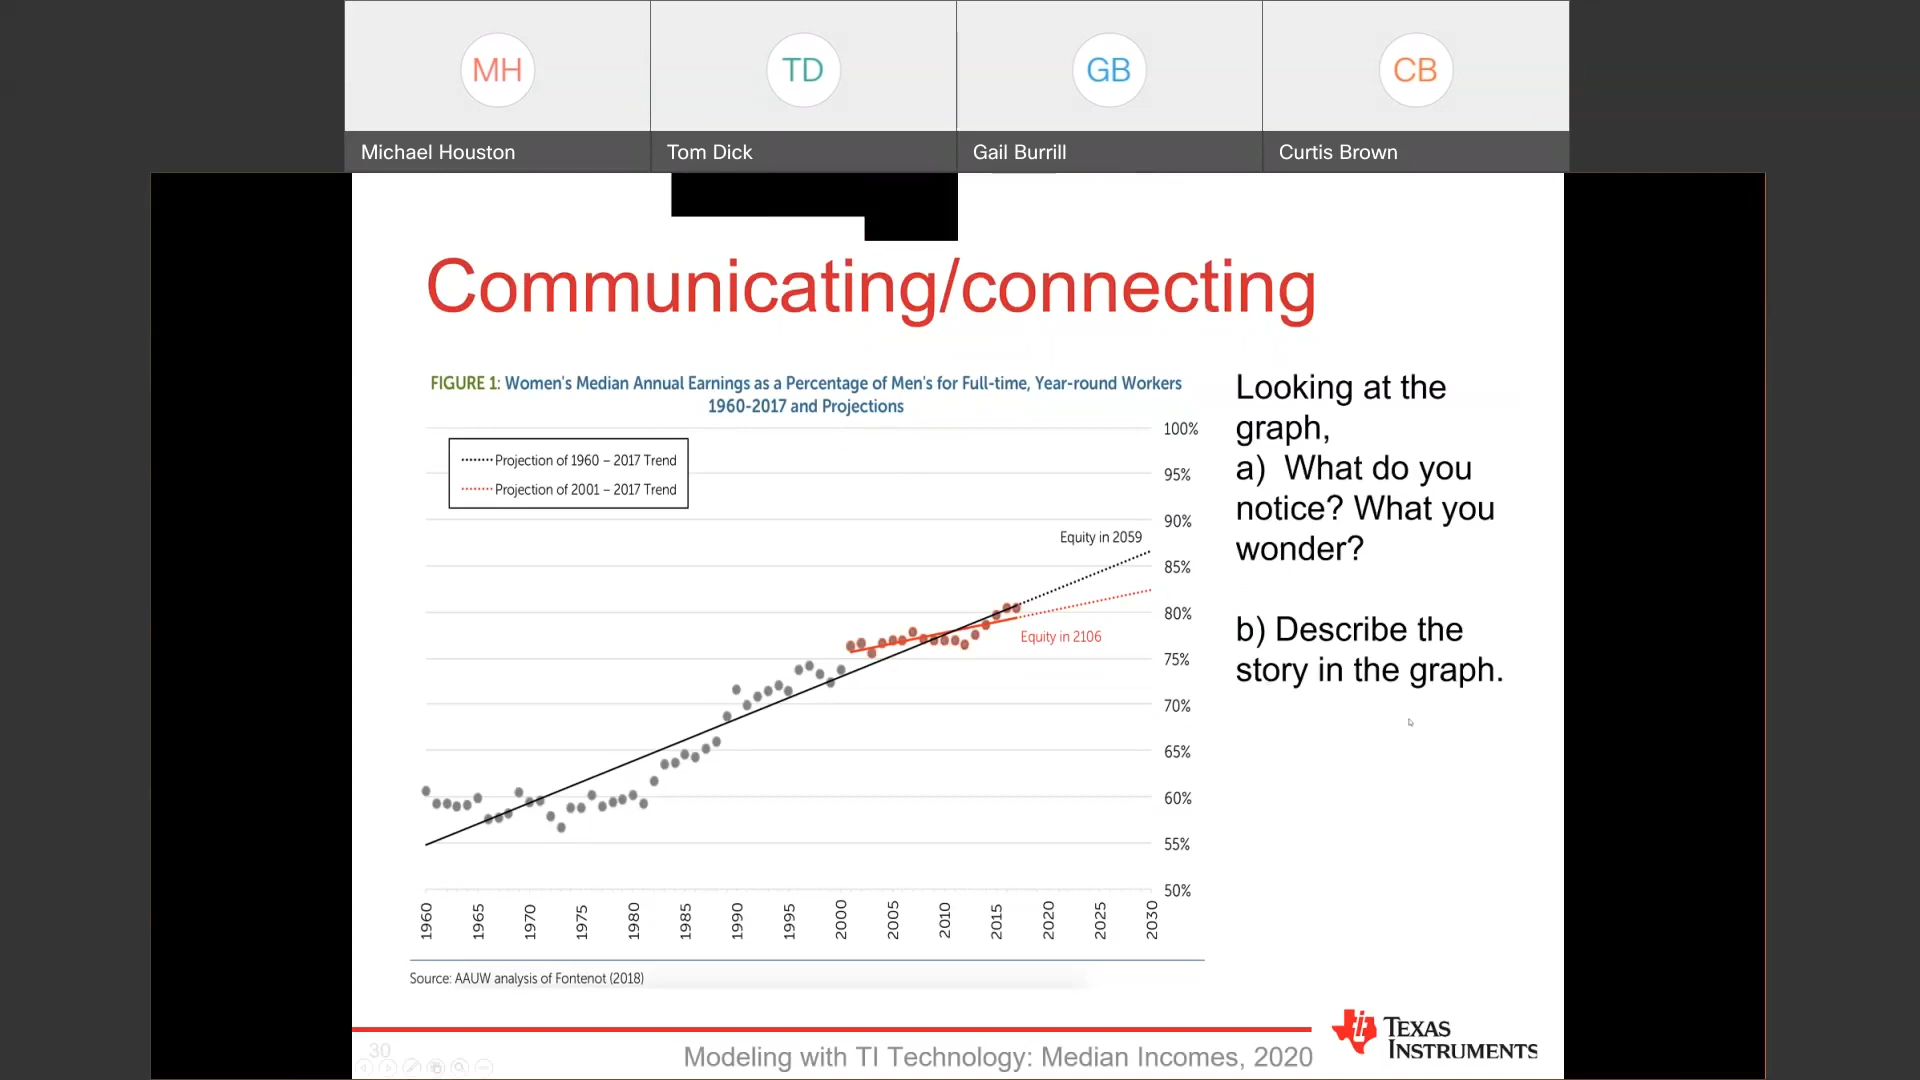 MH
TD
GB
CB
Michael Houston
Tom Dick
Gail Burrill
Curtis Brown
Communicating/connecting
FIGURE 1: Women's Median Annual Earnings as a Percentage of Men's for Full-time, Year-round Workers
1960-2017 and Projections
Projection of 1960 – 2017 Trend
Projection of 2001 – 2017 Trend
100%
95%
90%
85%
80%
75%
70%
65%
60%
55%
50%
Equity in 2059
Equity in 2106
1960
1965
1970
1975
1980
1985
1990
1995
2000
2005
2010
2015
2020
2025
2030
Source: AAUW analysis of Fontenot (2018)
Looking at the
graph,
a) What do you
notice? What you
wonder?
b) Describe the
story in the graph.
30
Modeling with TI Technology: Median Incomes, 2020
TEXAS
INSTRUMENTS